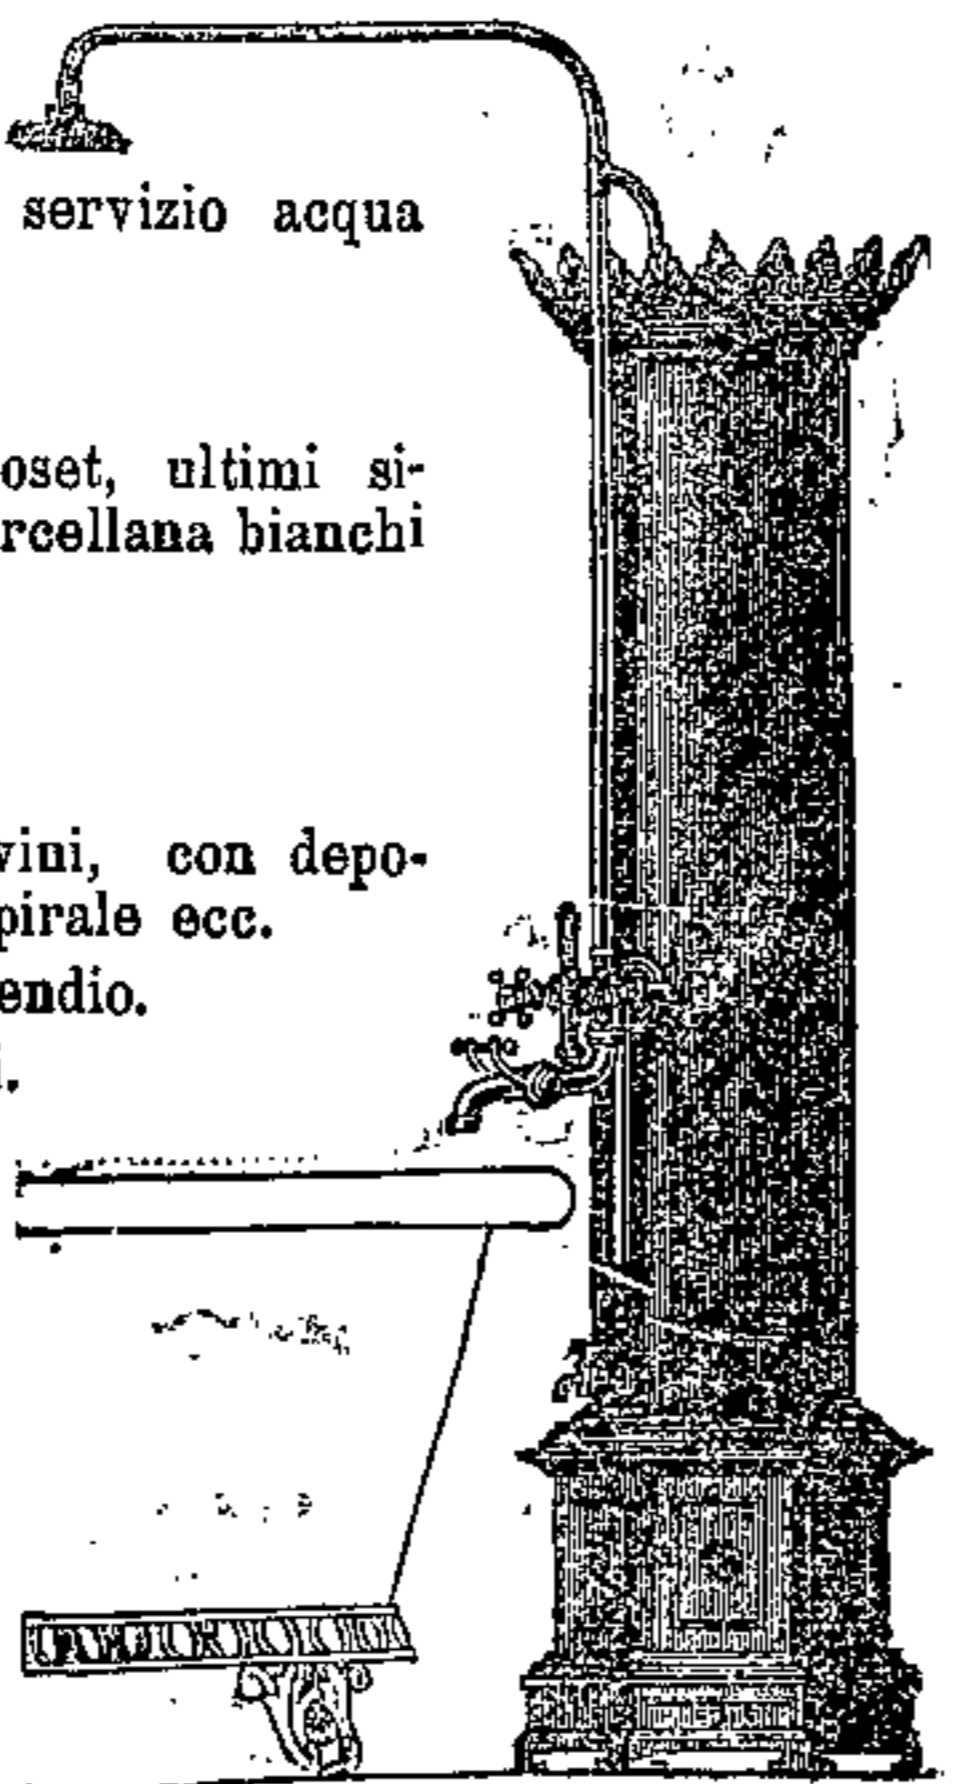 servizio acqua
oset, ultimi si-
rcellana bianchi
vini, con depo-
pirale ecc.
endio.
i.